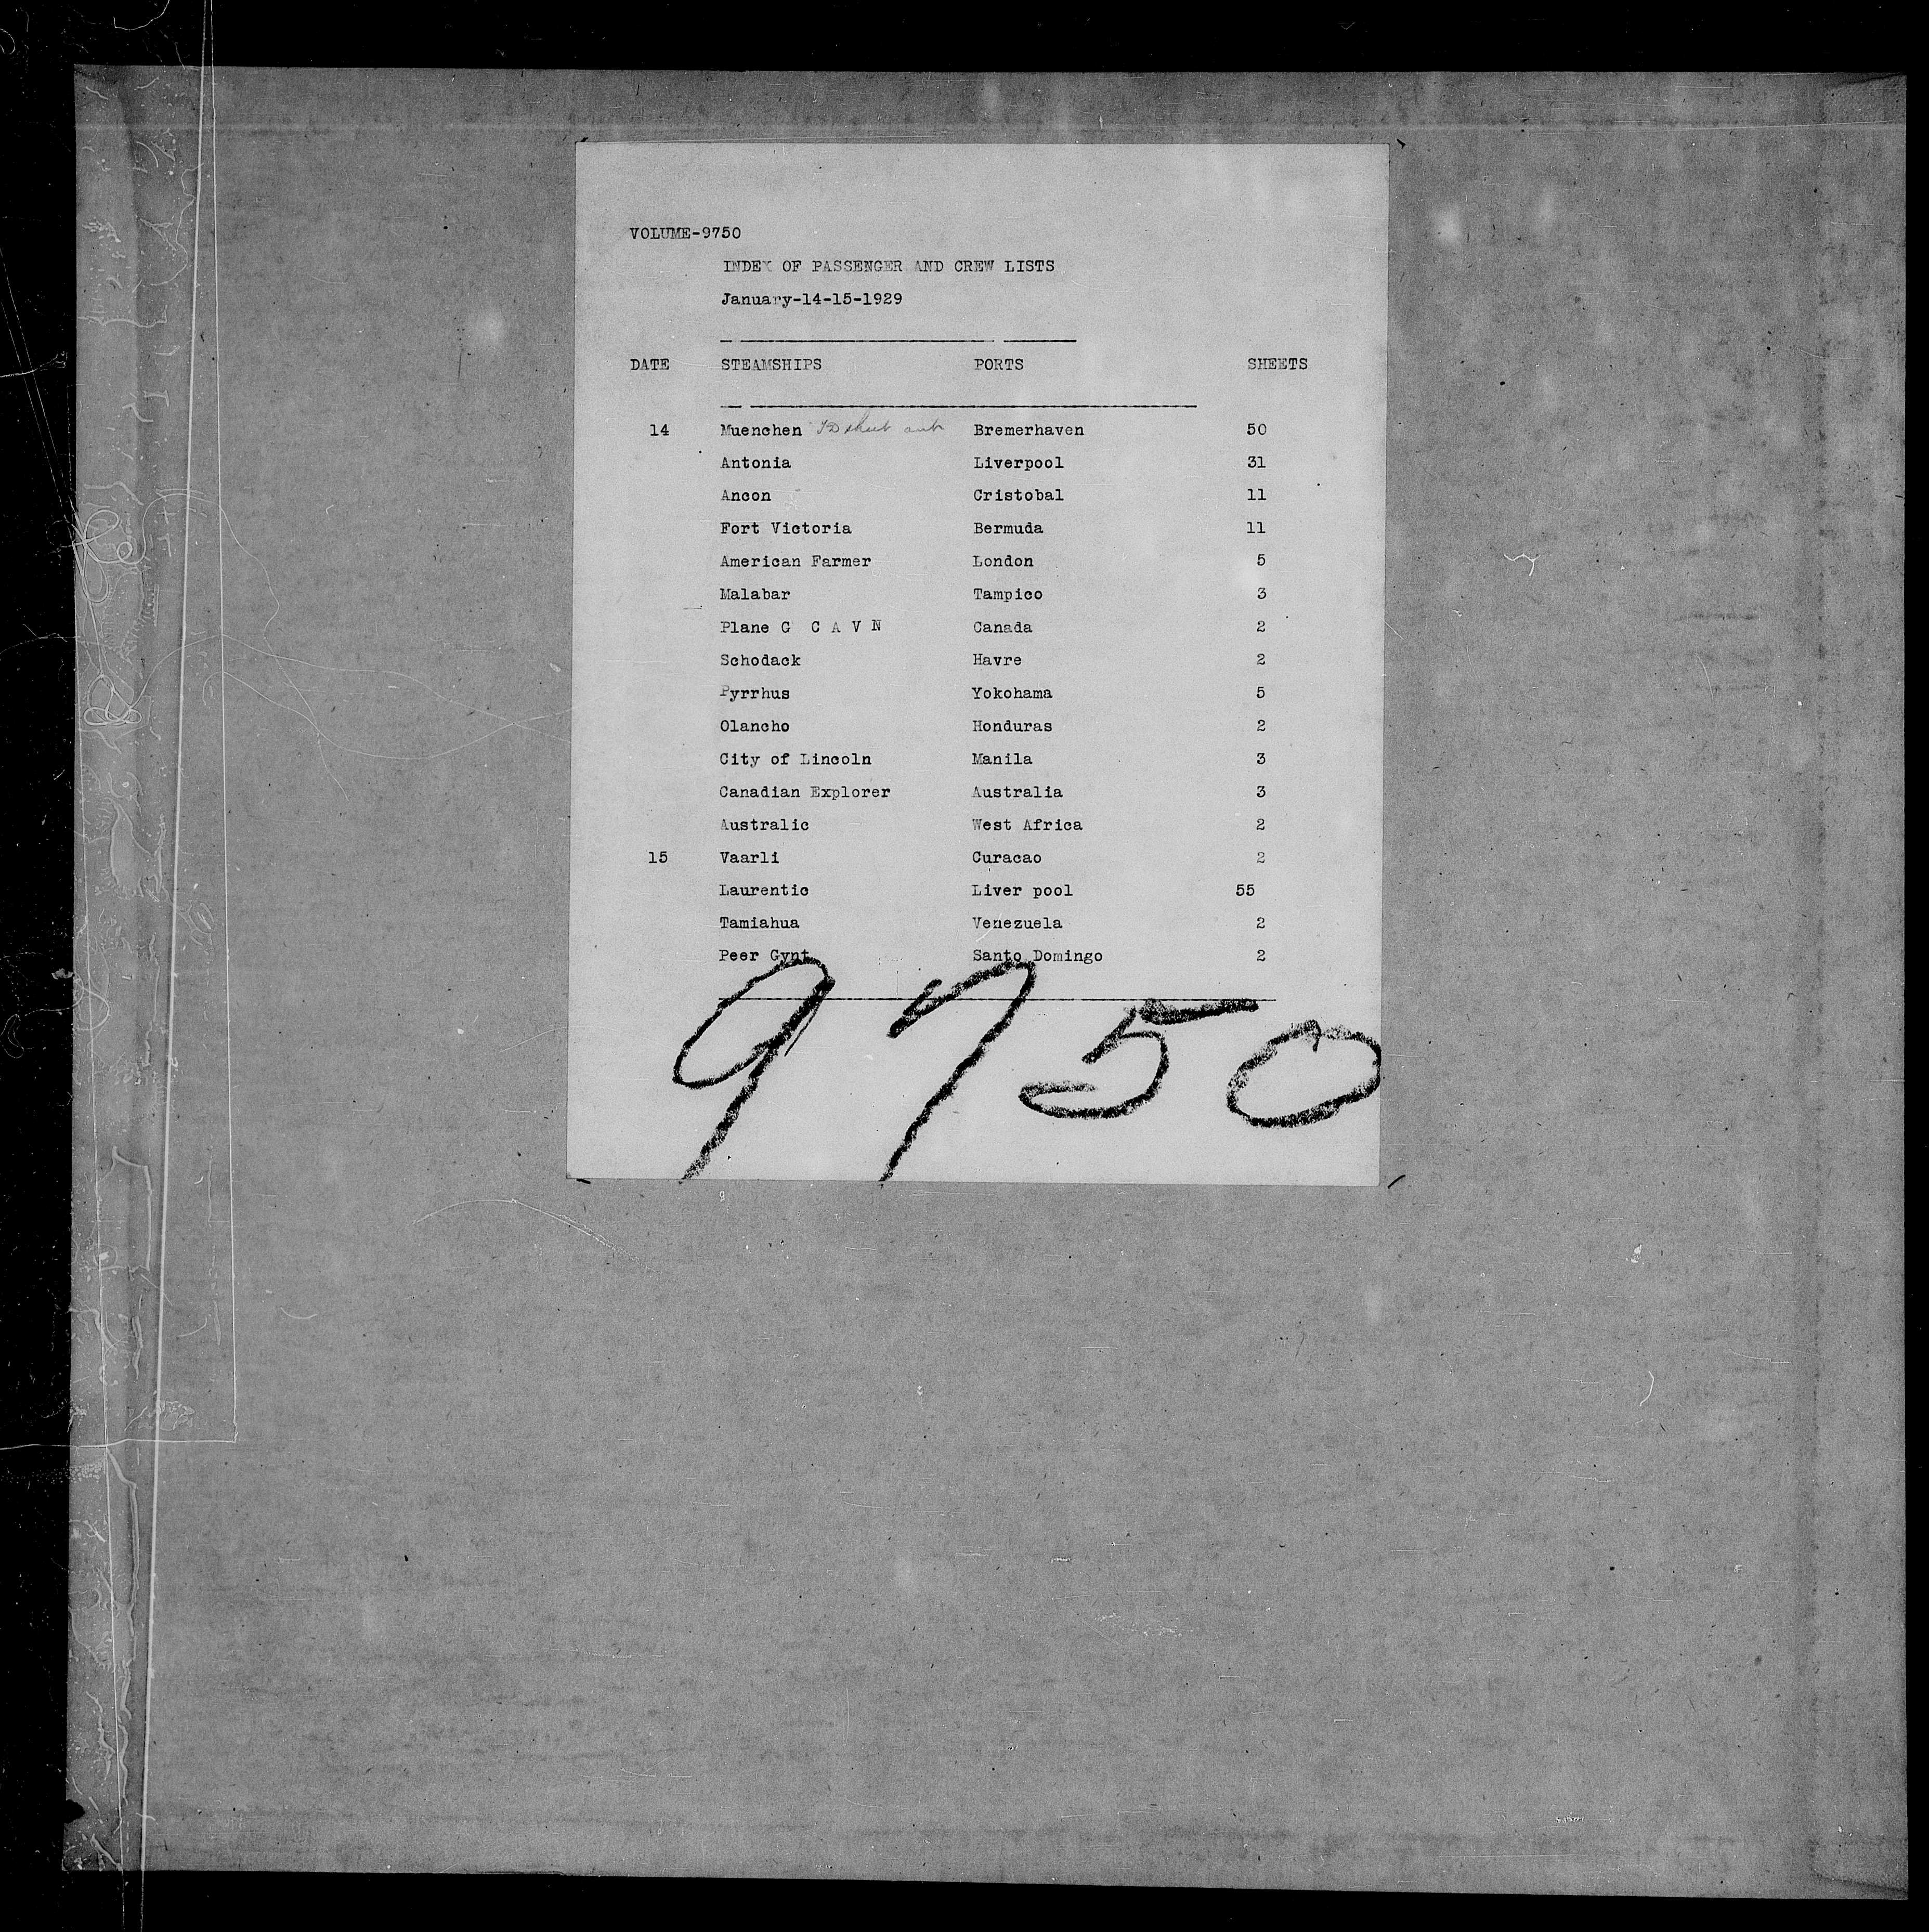 VOLUME-9750
INDEX OF PASSENGER AND CREW LISTS
January-14-15-1929
DATE STEAMSHIPS PORTS SHEETS
14 Muenchen sheet Bremerhaven 50
Antonia Liverpool 31
Ancon Cristobal 11
Fort Victoria Bermuda 11
American Farmer London 5
Malabar Tampico 3
Plane G C A V N Canada 2
Schodack Havre 2
Pyrrhus Yokohama 5
Olancho Honduras 2
City of Lincoln Manila 3
Canadian Explorer Australia 3
Australic West Africa 2
15 Vaarli Curacao 2
Laurentic Liver pool 55
Tamiahua Venezuela 2
Peer Gynt Santo Domingo 2
9750